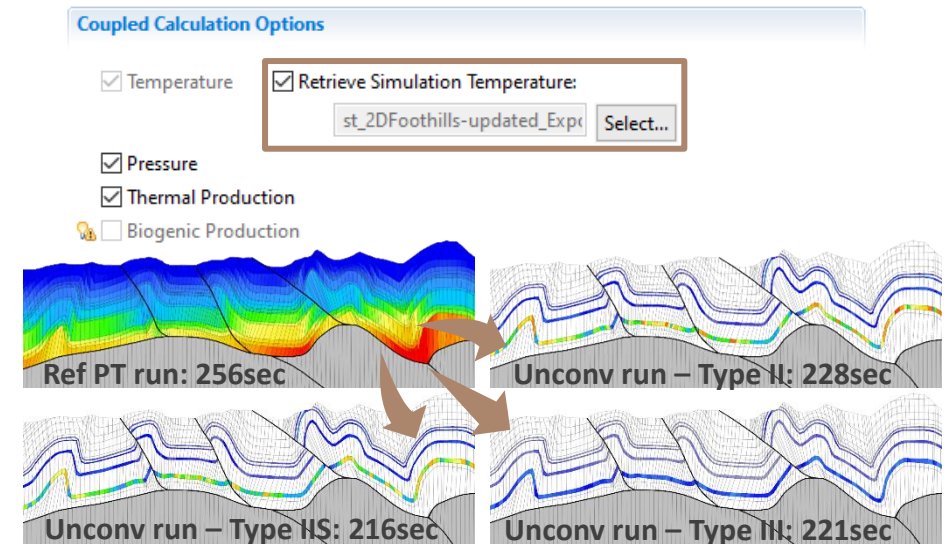 Coupled Calculation Options
Temperature
Retrieve Simulation Temperature:
st_2DFoothills-updated_Expo
Select...
Pressure
Thermal Production
Biogenic Production
Ref PT run: 256sec
Unconv run – Type II: 228sec
Unconv run – Type IIS: 216sec
Unconv run – Type III: 221sec